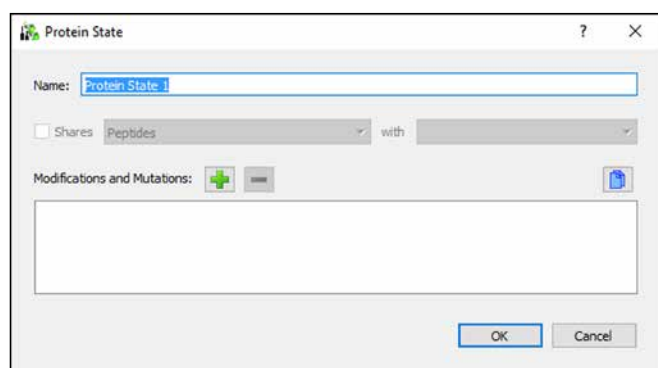 Protein State
?
Name: Protein State 1
Shares Peptides with
Modifications and Mutations:
OK Cancel